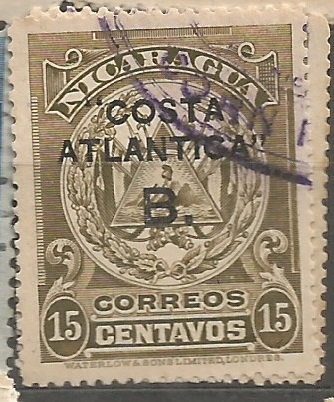 NICARAGUA
"COSTA
ATLANTICA"
B.
CORREOS
15 CENTAVOS 15
WATERLOW & SONS LIMITED, LONDRES.